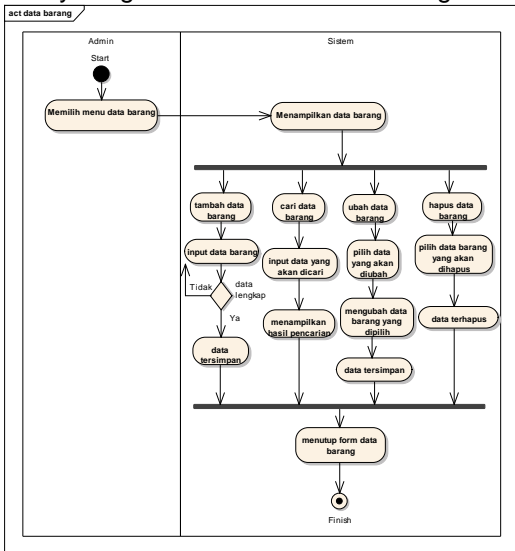 act data barang
Admin
Sistem
Start
Memilih menu data barang
Menampilkan data barang
tambah data
barang
cari data
barang
ubah data
barang
hapus data
barang
input data barang
input data yang
akan dicari
pilih data
yang akan
diubah
pilih data barang
yang akan
dihapus
Tidak
data
lengkap
Ya
menampilkan
hasil pencarian
mengubah data
barang yang
dipilih
data terhapus
data
tersimpan
data tersimpan
menutup form data
barang
Finish